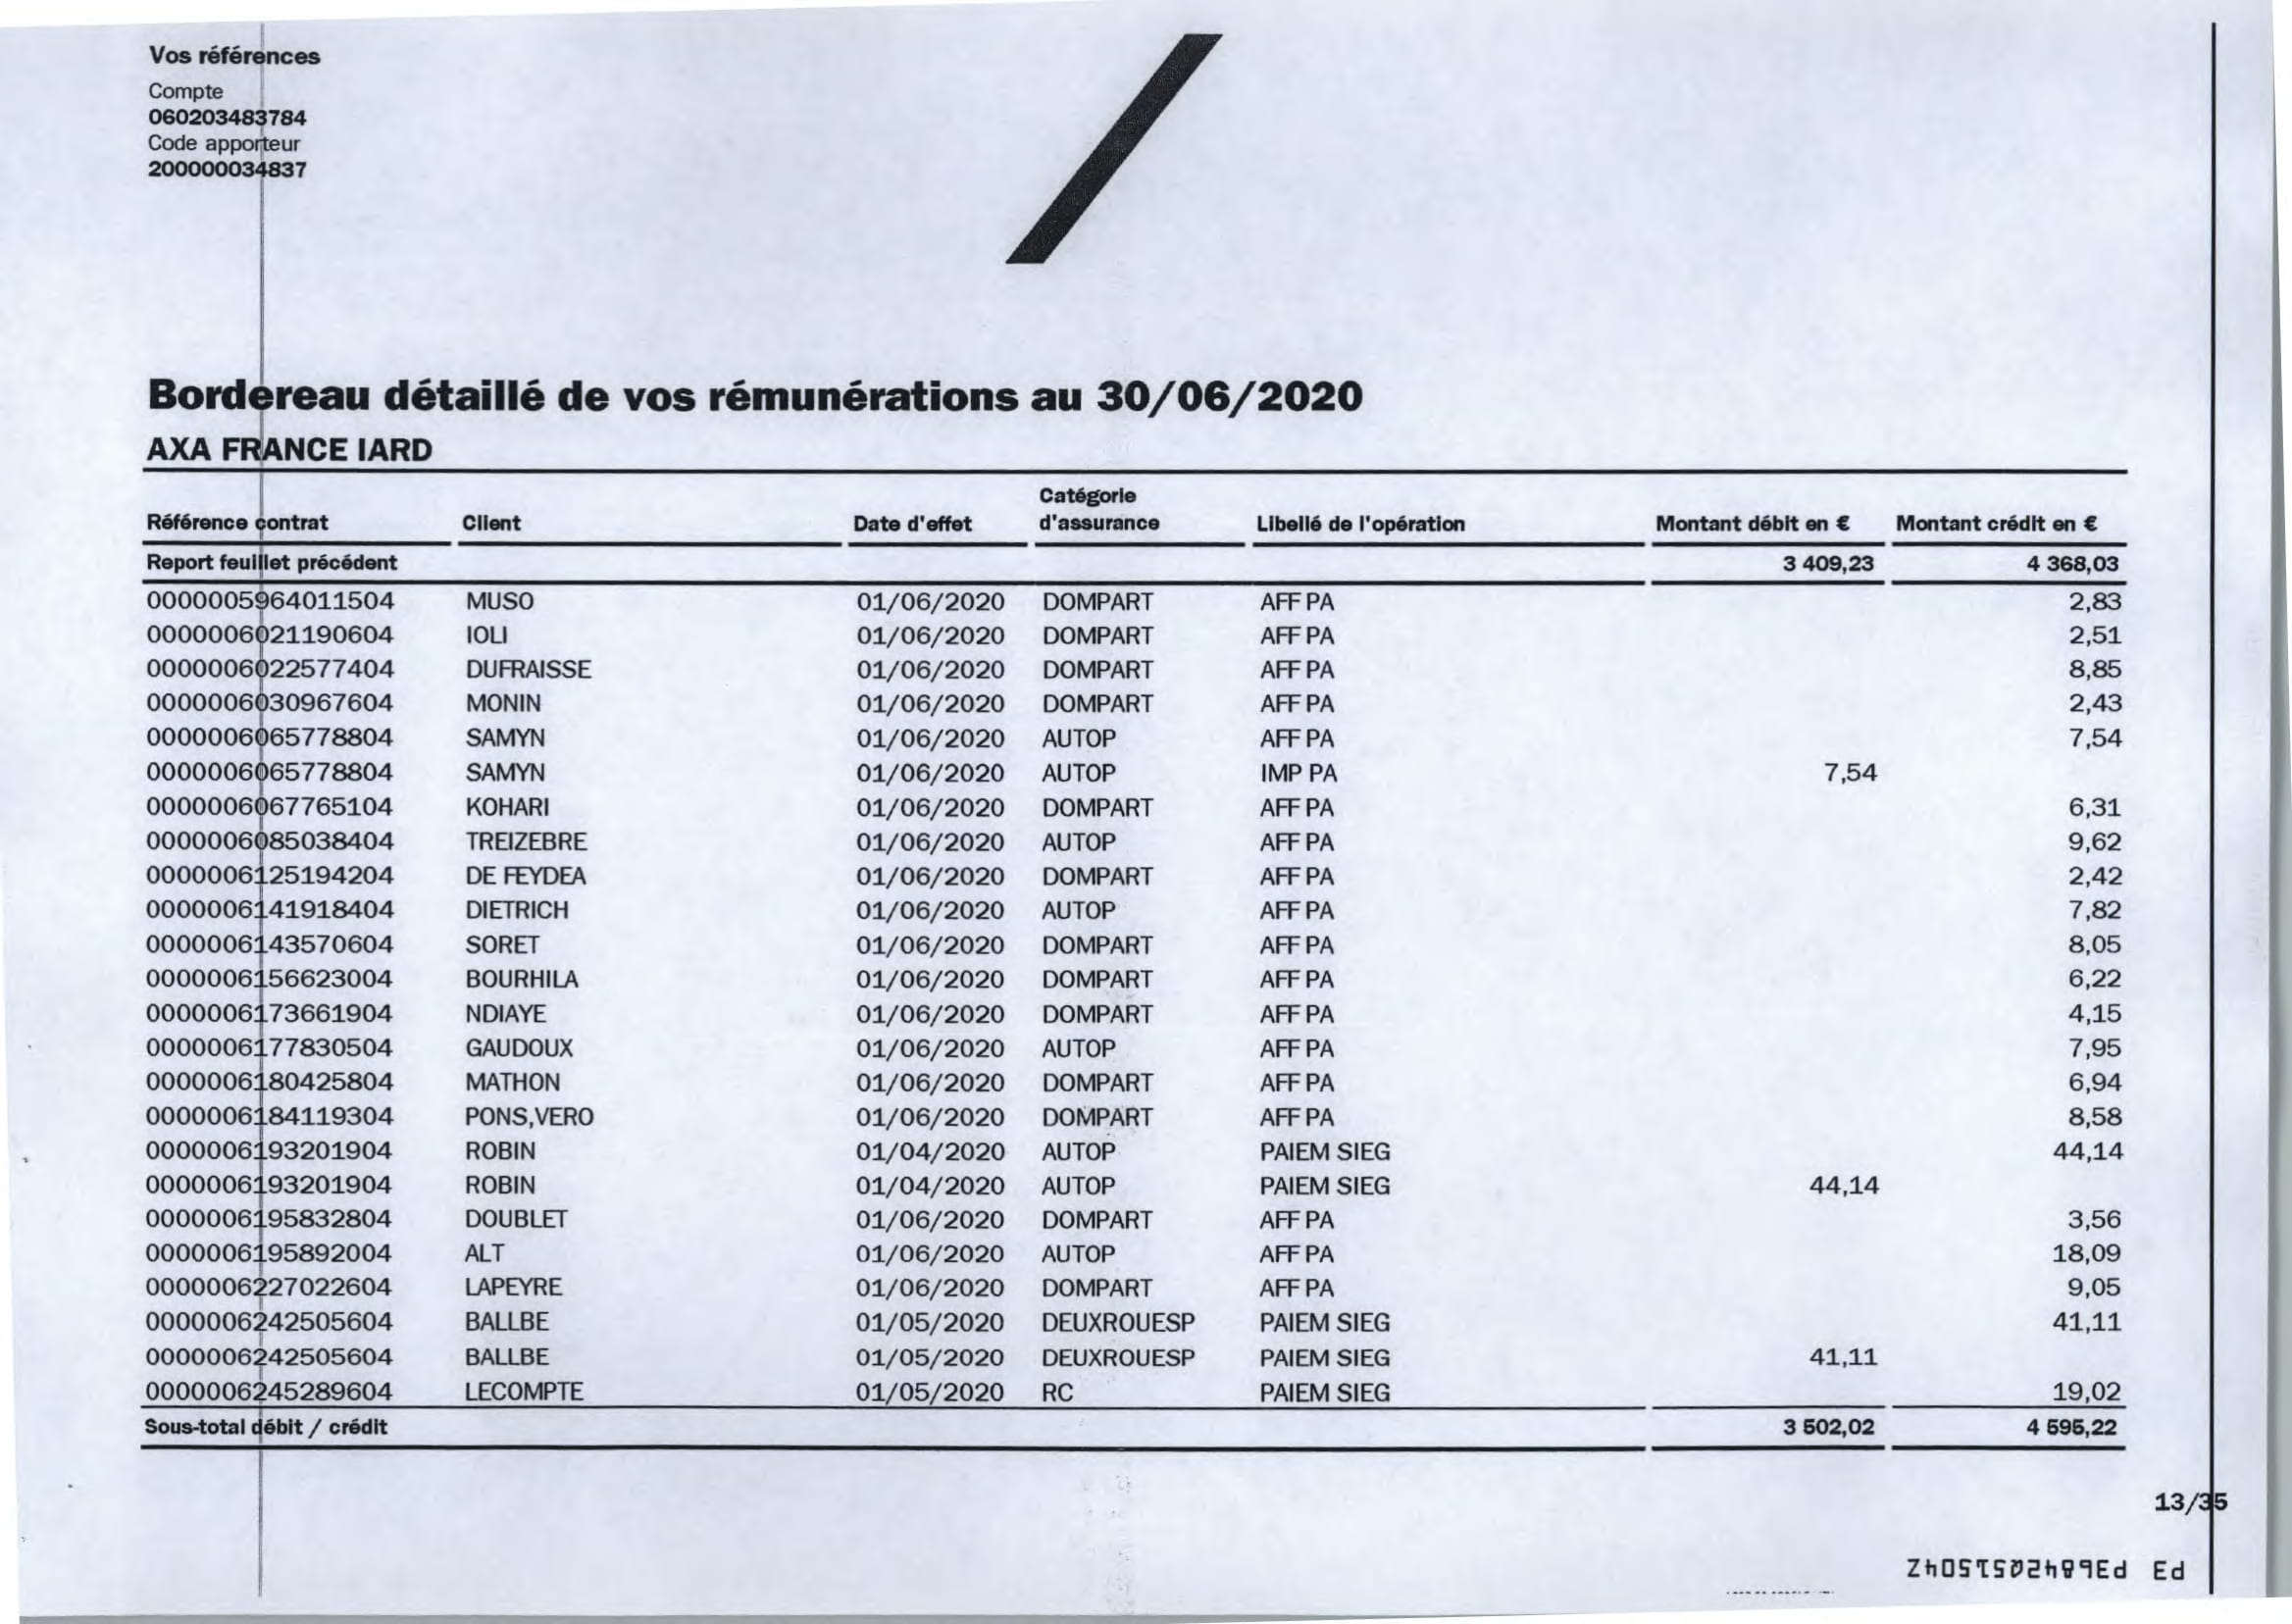 Vos références
Compte
060203483784
Code apporteur
200000034837
Bordereau détaillé de vos rémunérations au 30/06/2020
AXA FRANCE IARD
Référence contrat Client Date d'effet Catégorie d'assurance Libellé de l'opération Montant débit en € Montant crédit en €
Report feuillet précédent 3 409,23 4 368,03
0000005964011504 MUSO 01/06/2020 DOMPART AFF PA 2,83
0000006021190604 IOLI 01/06/2020 DOMPART AFF PA 2,51
0000006022577404 DUFRAISSE 01/06/2020 DOMPART AFF PA 8,85
0000006030967604 MONIN 01/06/2020 DOMPART AFF PA 2,43
0000006065778804 SAMYN 01/06/2020 AUTOP AFF PA 7,54
0000006065778804 SAMYN 01/06/2020 AUTOP IMP PA 7,54
0000006067765104 KOHARI 01/06/2020 DOMPART AFF PA 6,31
0000006085038404 TREIZEBRE 01/06/2020 AUTOP AFF PA 9,62
0000006125194204 DE FEYDEA 01/06/2020 DOMPART AFF PA 2,42
0000006141918404 DIETRICH 01/06/2020 AUTOP AFF PA 7,82
0000006143570604 SORET 01/06/2020 DOMPART AFF PA 8,05
0000006156623004 BOURHILA 01/06/2020 DOMPART AFF PA 6,22
0000006173661904 NDIAYE 01/06/2020 DOMPART AFF PA 4,15
0000006177830504 GAUDOUX 01/06/2020 AUTOP AFF PA 7,95
0000006180425804 MATHON 01/06/2020 DOMPART AFF PA 6,94
0000006184119304 PONS,VERO 01/06/2020 DOMPART AFF PA 8,58
0000006193201904 ROBIN 01/04/2020 AUTOP PAIEM SIEG 44,14
0000006193201904 ROBIN 01/04/2020 AUTOP PAIEM SIEG 44,14
0000006195832804 DOUBLET 01/06/2020 DOMPART AFF PA 3,56
0000006195892004 ALT 01/06/2020 AUTOP AFF PA 18,09
0000006227022604 LAPEYRE 01/06/2020 DOMPART AFF PA 9,05
0000006242505604 BALLBE 01/05/2020 DEUXROUESP PAIEM SIEG 41,11
0000006242505604 BALLBE 01/05/2020 DEUXROUESP PAIEM SIEG 41,11
0000006245289604 LECOMPTE 01/05/2020 RC PAIEM SIEG 19,02
Sous-total débit / crédit 3 502,02 4 595,22
13/35